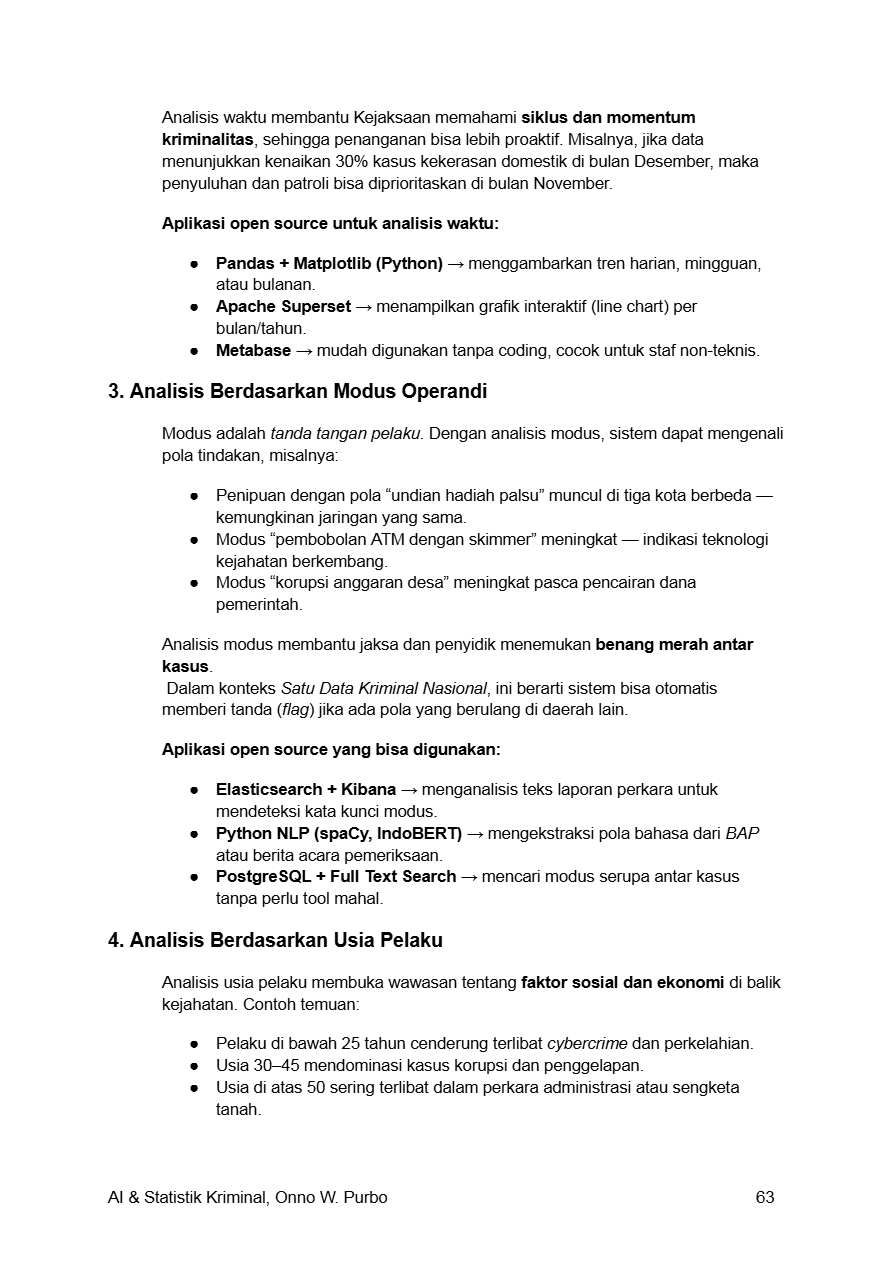 Analisis waktu membantu Kejaksaan memahami siklus dan momentum
kriminalitas, sehingga penanganan bisa lebih proaktif. Misalnya, jika data
menunjukkan kenaikan 30% kasus kekerasan domestik di bulan Desember, maka
penyuluhan dan patroli bisa diprioritaskan di bulan November.
Aplikasi open source untuk analisis waktu:
● Pandas + Matplotlib (Python) → menggambarkan tren harian, mingguan,
atau bulanan.
● Apache Superset → menampilkan grafik interaktif (line chart) per
bulan/tahun.
● Metabase → mudah digunakan tanpa coding, cocok untuk staf non-teknis.
3. Analisis Berdasarkan Modus Operandi
Modus adalah tanda tangan pelaku. Dengan analisis modus, sistem dapat mengenali
pola tindakan, misalnya:
● Penipuan dengan pola “undian hadiah palsu” muncul di tiga kota berbeda —
kemungkinan jaringan yang sama.
● Modus “pembobolan ATM dengan skimmer” meningkat — indikasi teknologi
kejahatan berkembang.
● Modus “korupsi anggaran desa” meningkat pasca pencairan dana
pemerintah.
Analisis modus membantu jaksa dan penyidik menemukan benang merah antar
kasus.
Dalam konteks Satu Data Kriminal Nasional, ini berarti sistem bisa otomatis
memberi tanda (flag) jika ada pola yang berulang di daerah lain.
Aplikasi open source yang bisa digunakan:
● Elasticsearch + Kibana → menganalisis teks laporan perkara untuk
mendeteksi kata kunci modus.
● Python NLP (spaCy, IndoBERT) → mengekstraksi pola bahasa dari BAP
atau berita acara pemeriksaan.
● PostgreSQL + Full Text Search → mencari modus serupa antar kasus
tanpa perlu tool mahal.
4. Analisis Berdasarkan Usia Pelaku
Analisis usia pelaku membuka wawasan tentang faktor sosial dan ekonomi di balik
kejahatan. Contoh temuan:
● Pelaku di bawah 25 tahun cenderung terlibat cybercrime dan perkelahian.
● Usia 30–45 mendominasi kasus korupsi dan penggelapan.
● Usia di atas 50 sering terlibat dalam perkara administrasi atau sengketa
tanah.
AI & Statistik Kriminal, Onno W. Purbo 63